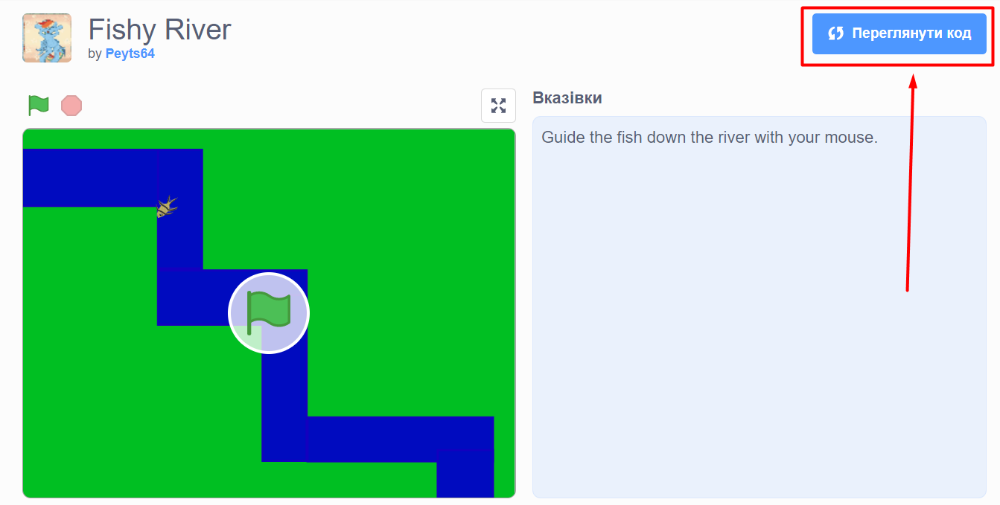 Fishy River
by Peyts64
Переглянути код
Вказівки
Guide the fish down the river with your mouse.